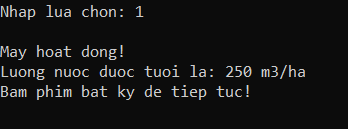 Nhap lua chon: 1
May hoat dong!
Luong nuoc duoc tuoi la: 250 m3/ha
Bam phim bat ky de tiep tuc!